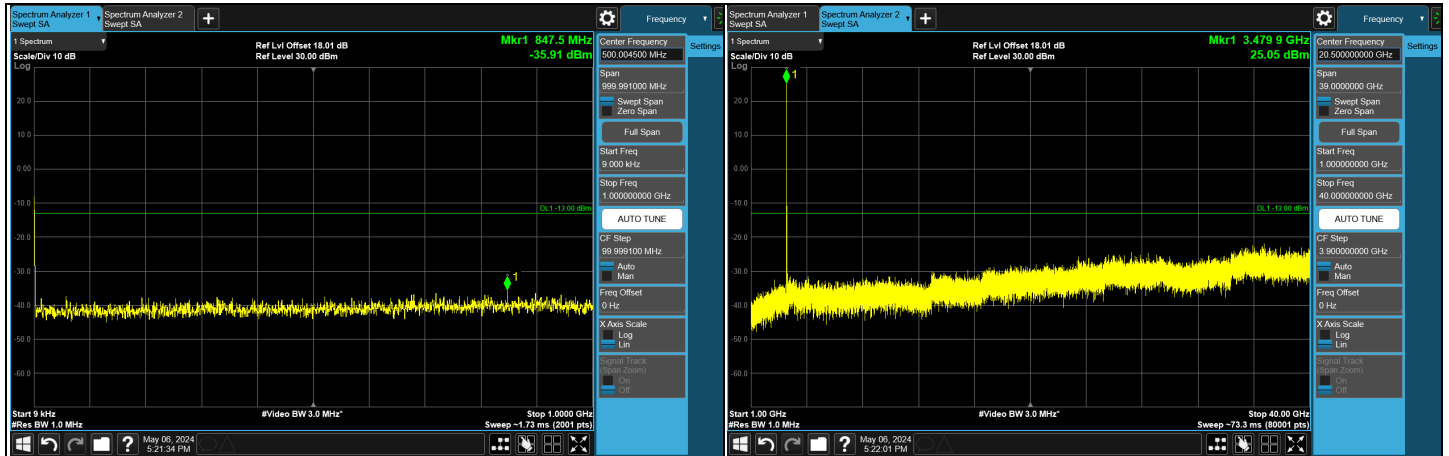 Spectrum Analyzer 1
Swept SA
Spectrum Analyzer 2
Swept SA
+
Frequency
1 Spectrum
Scale/Div 10 dB
Log
Ref Lvl Offset 18.01 dB
Ref Level 30.00 dBm
Mkr1 847.5 MHz
-35.91 dBm
20.0
10.0
0.00
-10.0
-20.0
-30.0
-40.0
-50.0
-60.0
DL1 -13.00 dBm
1
Start 9 kHz
#Res BW 1.0 MHz
#Video BW 3.0 MHz*
Stop 1.0000 GHz
Sweep ~1.73 ms (2001 pts)
Center Frequency
500.004500 MHz
Span
999.991000 MHz
Swept Span
Zero Span
Full Span
Start Freq
9.000 kHz
Stop Freq
1.000000000 GHz
AUTO TUNE
CF Step
99.999100 MHz
Auto
Man
Freq Offset
0 Hz
X Axis Scale
Log
Lin
Signal Track
(Span Zoom)
On
Off
Settings
?
May 06, 2024
5:21:34 PM
Spectrum Analyzer 1
Swept SA
Spectrum Analyzer 2
Swept SA
+
Frequency
1 Spectrum
Scale/Div 10 dB
Log
Ref Lvl Offset 18.01 dB
Ref Level 30.00 dBm
Mkr1 3.479 9 GHz
25.05 dBm
1
20.0
10.0
0.00
-10.0
-20.0
-30.0
-40.0
-50.0
-60.0
DL1 -13.00 dBm
Start 1.00 GHz
#Res BW 1.0 MHz
#Video BW 3.0 MHz*
Stop 40.00 GHz
Sweep ~73.3 ms (80001 pts)
Center Frequency
20.500000000 GHz
Span
39.0000000 GHz
Swept Span
Zero Span
Full Span
Start Freq
1.000000000 GHz
Stop Freq
40.000000000 GHz
AUTO TUNE
CF Step
3.900000000 GHz
Auto
Man
Freq Offset
0 Hz
X Axis Scale
Log
Lin
Signal Track
(Span Zoom)
On
Off
Settings
?
May 06, 2024
5:22:01 PM